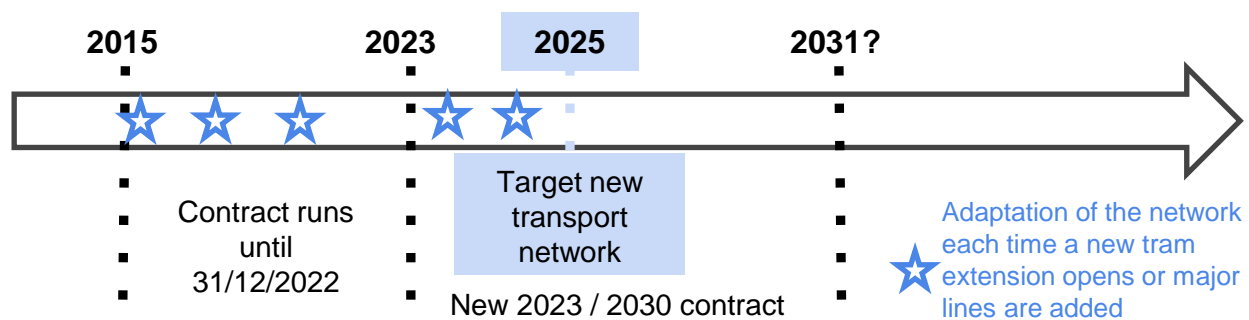 2015
2023
2025
2031?
Contract runs
until
31/12/2022
Target new
transport
network
New 2023 / 2030 contract
Adaptation of the network
each time a new tram
extension opens or major
lines are added